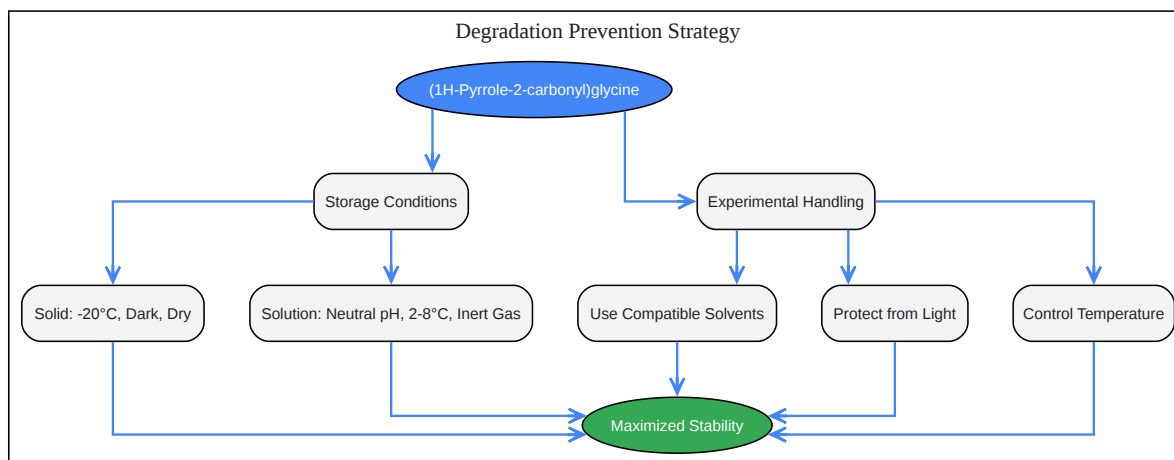 Degradation Prevention Strategy
(1H-Pyrrole-2-carbonyl)glycine
Storage Conditions
Experimental Handling
Solid: -20°C, Dark, Dry
Solution: Neutral pH, 2-8°C, Inert Gas
Use Compatible Solvents
Protect from Light
Control Temperature
Maximized Stability